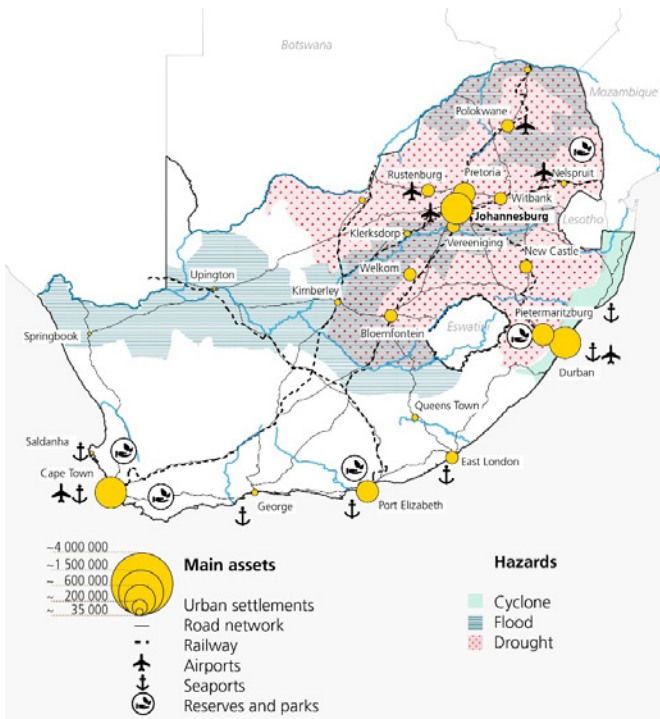 Botswana
Mozambique
Polokwane
Rustenburg
Pretoria
Nelspruit
Witbank
Johannesburg
Lesotho
Klerksdorp
Vereeniging
Welkom
New Castle
Upington
Kimberley
Springbook
Bloemfontein
Eswatini
Pietermaritzburg
Durban
Queens Town
Saldanha
East London
Cape Town
George
Port Elizabeth
~4 000 000
~1 500 000
~ 600 000
~ 200 000
~ 35 000
Main assets
Urban settlements
Road network
Railway
Airports
Seaports
Reserves and parks
Hazards
Cyclone
Flood
Drought